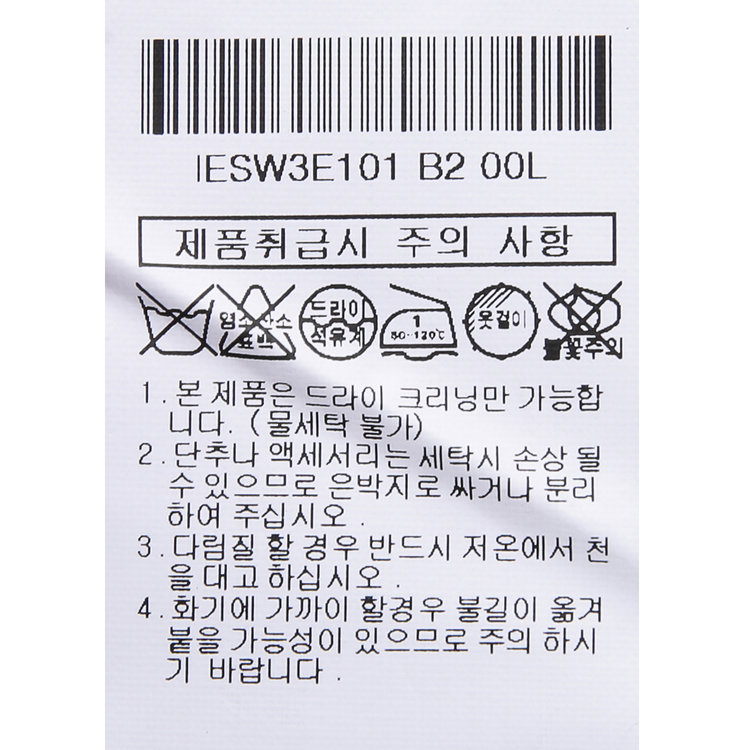 IESW3E101 B2 00L
제품취급시 주의 사항
염소산소 드라이 1 옷걸이
표백 석유계 80~120℃ 불꽃주의
1. 본 제품은 드라이 크리닝만 가능합
니다. (물세탁 불가)
2. 단추나 액세서리는 세탁시 손상 될
수 있으므로 은박지로 싸거나 분리
하여 주십시오.
3. 다림질 할 경우 반드시 저온에서 천
을 대고 하십시오.
4. 화기에 가까이 할경우 불길이 옮겨
붙을 가능성이 있으므로 주의 하시
기 바랍니다.